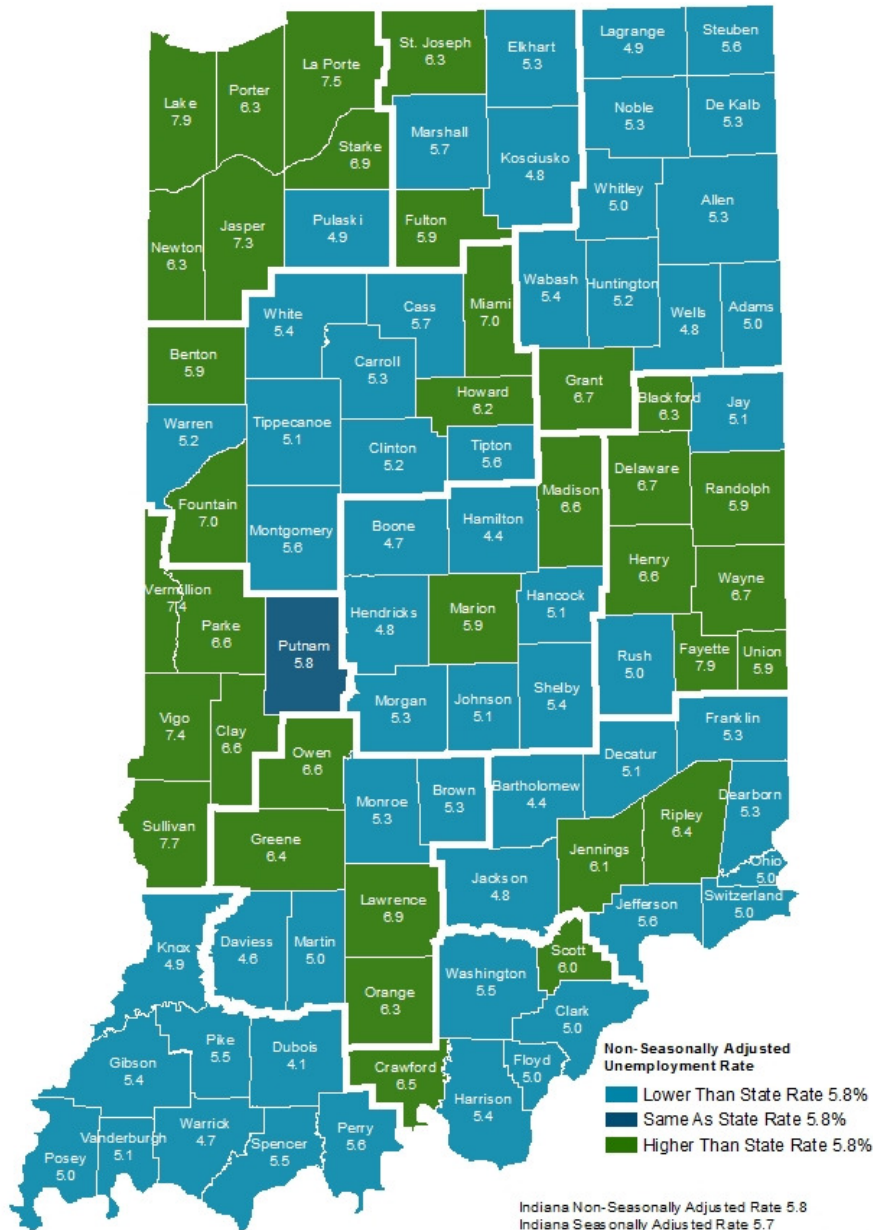 St. Joseph
6.3
Elkhart
5.3
Lagrange
4.9
Steuben
5.6
La Porte
7.5
Porter
6.3
Lake
7.9
Noble
5.3
De Kalb
5.3
Marshall
5.7
Starke
6.9
Kosciusko
4.8
Whitley
5.0
Allen
5.3
Pulaski
4.9
Fulton
5.9
Jasper
7.3
Newton
6.3
Wabash
5.4
Huntington
5.2
Miami
7.0
Wells
4.8
Adams
5.0
White
5.4
Cass
5.7
Benton
5.9
Carroll
5.3
Grant
6.7
Howard
6.2
Blackford
6.3
Jay
5.1
Warren
5.2
Tippecanoe
5.1
Clinton
5.2
Tipton
5.6
Delaware
6.7
Randolph
5.9
Madison
6.6
Fountain
7.0
Montgomery
5.6
Boone
4.7
Hamilton
4.4
Henry
6.6
Wayne
6.7
Vermillion
7.4
Parke
6.6
Putnam
5.8
Hendricks
4.8
Marion
5.9
Hancock
5.1
Rush
5.0
Fayette
7.9
Union
5.9
Vigo
7.4
Clay
6.6
Morgan
5.3
Johnson
5.1
Shelby
5.4
Franklin
5.3
Owen
6.6
Decatur
5.1
Monroe
5.3
Brown
5.3
Bartholomew
4.4
Dearborn
5.3
Sullivan
7.7
Greene
6.4
Ripley
6.4
Jennings
6.1
Ohio
5.0
Jackson
4.8
Lawrence
6.9
Jefferson
5.6
Switzerland
5.0
Knox
4.9
Daviess
4.6
Martin
5.0
Scott
6.0
Washington
5.5
Orange
6.3
Clark
5.0
Pike
5.5
Dubois
4.1
Gibson
5.4
Crawford
6.5
Floyd
5.0
Harrison
5.4
Warrick
4.7
Perry
5.6
Vanderburgh
5.1
Spencer
5.5
Posey
5.0
Non-Seasonally Adjusted
Unemployment Rate
Lower Than State Rate 5.8%
Same As State Rate 5.8%
Higher Than State Rate 5.8%
Indiana Non-Seasonally Adjusted Rate 5.8
Indiana Seasonally Adjusted Rate 5.7